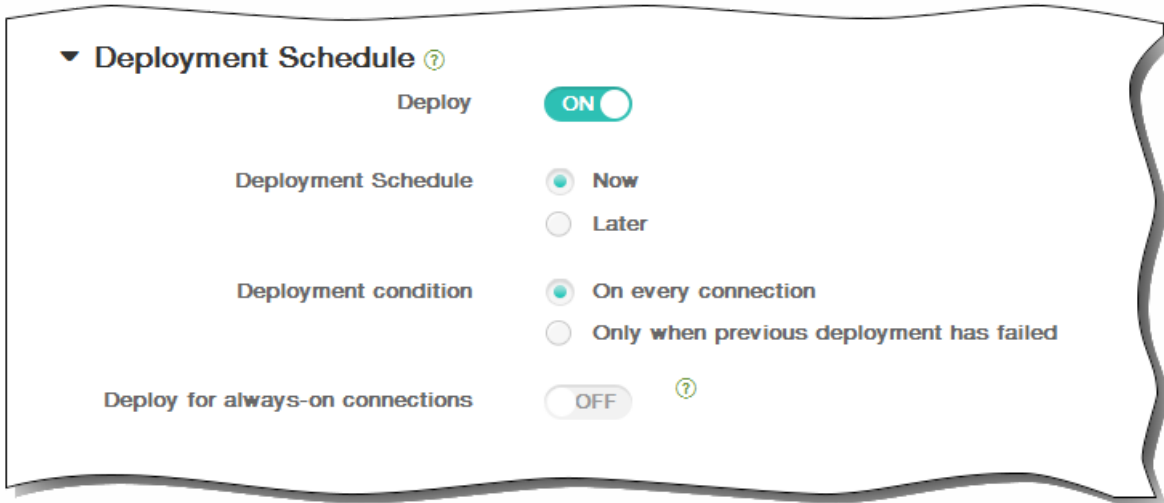 Deployment Schedule ?
Deploy ON
Deployment Schedule Now
Later
Deployment condition On every connection
Only when previous deployment has failed
Deploy for always-on connections OFF ?